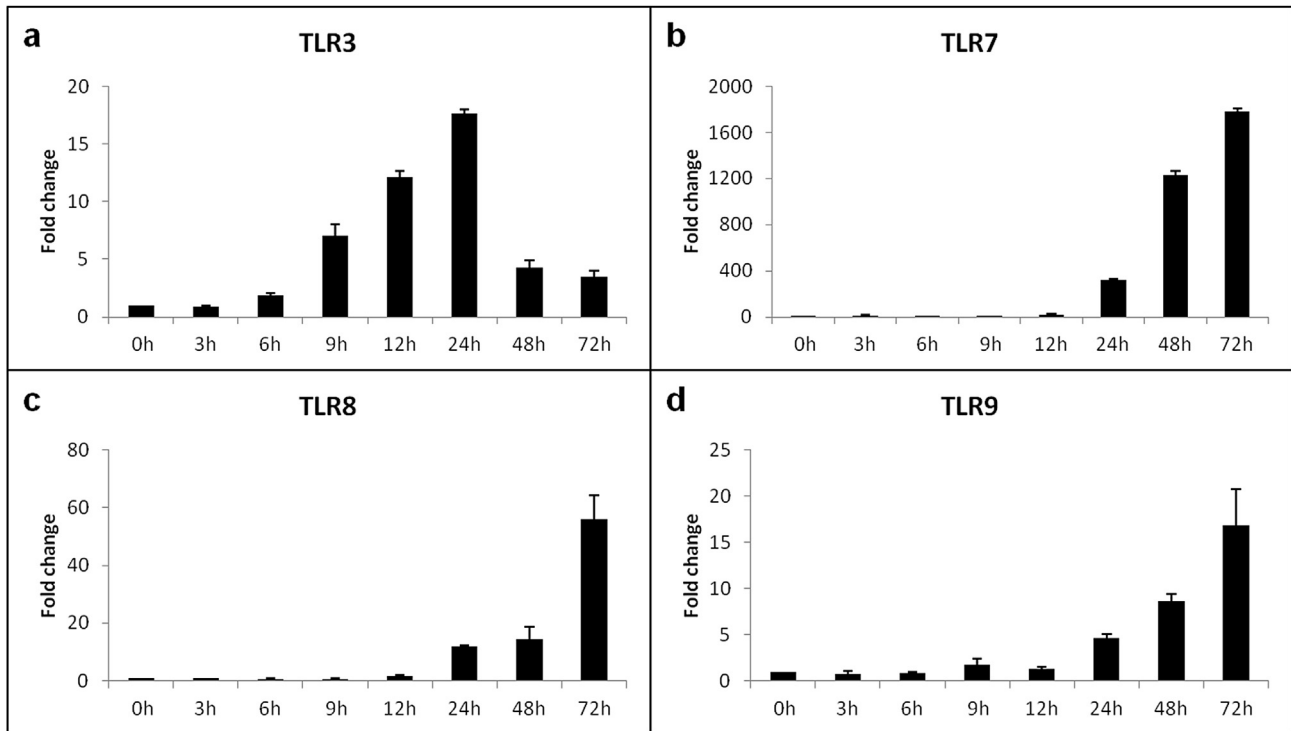 a
TLR3
Fold change
20
15
10
5
0
0h 3h 6h 9h 12h 24h 48h 72h
b
TLR7
Fold change
2000
1600
1200
800
400
0
0h 3h 6h 9h 12h 24h 48h 72h
c
TLR8
Fold change
80
60
40
20
0
0h 3h 6h 9h 12h 24h 48h 72h
d
TLR9
Fold change
25
20
15
10
5
0
0h 3h 6h 9h 12h 24h 48h 72h